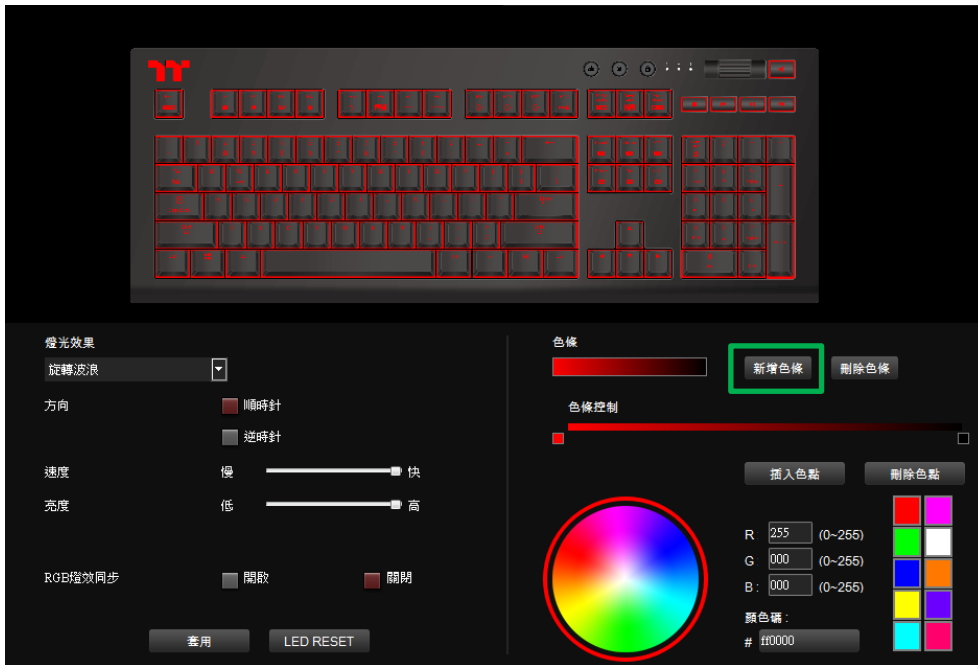 燈光效果
旋轉波浪
方向
順時針
逆時針
速度
慢
快
亮度
低
高
RGB燈效同步
開啟
關閉
套用
LED RESET
色條
新增色條
刪除色條
色條控制
插入色點
刪除色點
R: 255 (0~255)
G: 000 (0~255)
B: 000 (0~255)
顏色碼:
# ff0000